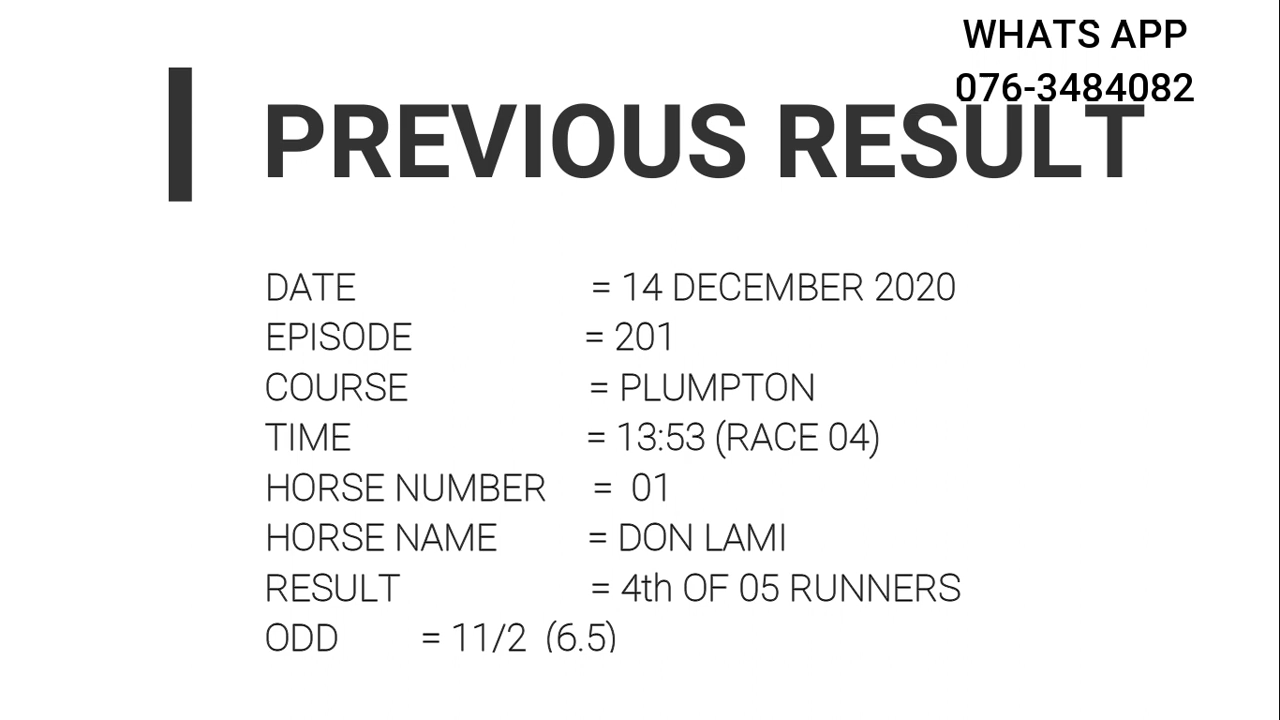 WHATS APP
076-3484082
PREVIOUS RESULT
DATE = 14 DECEMBER 2020
EPISODE = 201
COURSE = PLUMPTON
TIME = 13:53 (RACE 04)
HORSE NUMBER = 01
HORSE NAME = DON LAMI
RESULT = 4th OF 05 RUNNERS
ODD = 11/2 (6.5)